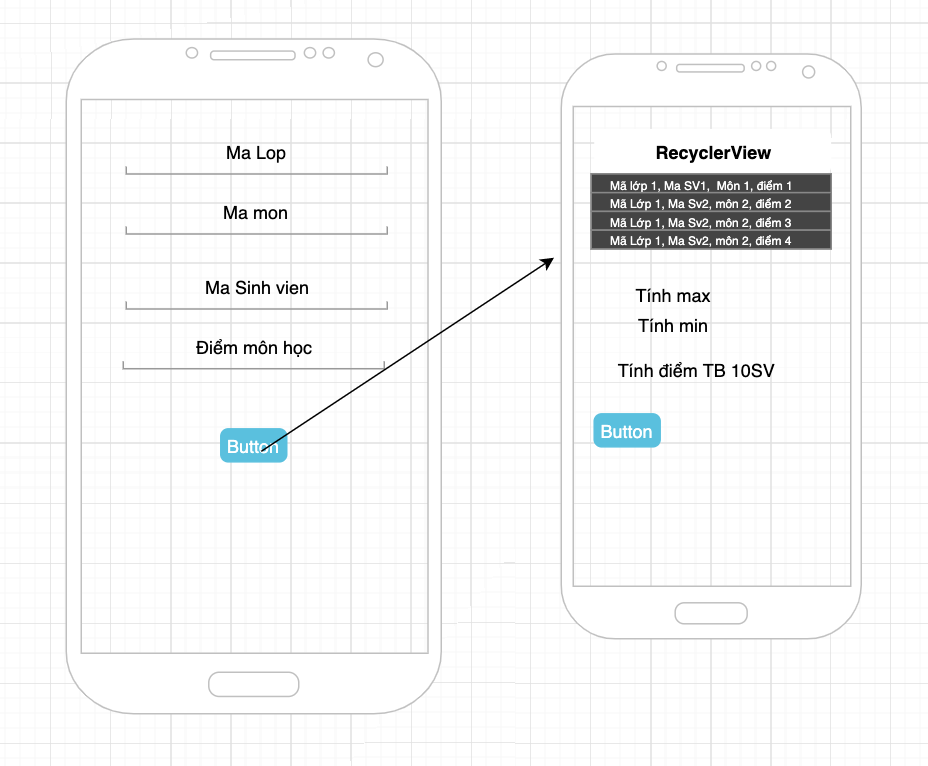 Ma Lop
Ma mon
Ma Sinh vien
Điểm môn học
Button
RecyclerView
Mã lớp 1, Ma SV1, Môn 1, điểm 1
Mã Lớp 1, Ma Sv2, môn 2, điểm 2
Mã Lớp 1, Ma Sv2, môn 2, điểm 3
Mã Lớp 1, Ma Sv2, môn 2, điểm 4
Tính max
Tính min
Tính điểm TB 10SV
Button